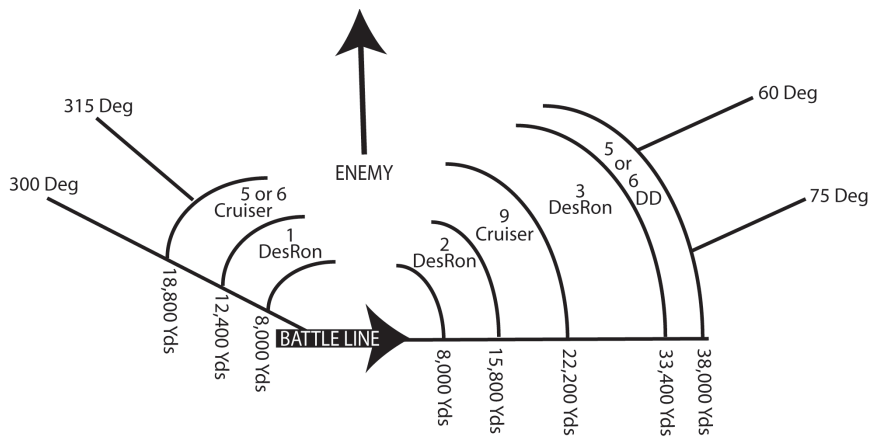 315 Deg
300 Deg
ENEMY
60 Deg
75 Deg
5 or 6
Cruiser
1
DesRon
2
DesRon
9
Cruiser
3
DesRon
5
or
6
DD
BATTLE LINE
18,800 Yds
12,400 Yds
8,000 Yds
8,000 Yds
15,800 Yds
22,200 Yds
33,400 Yds
38,000 Yds